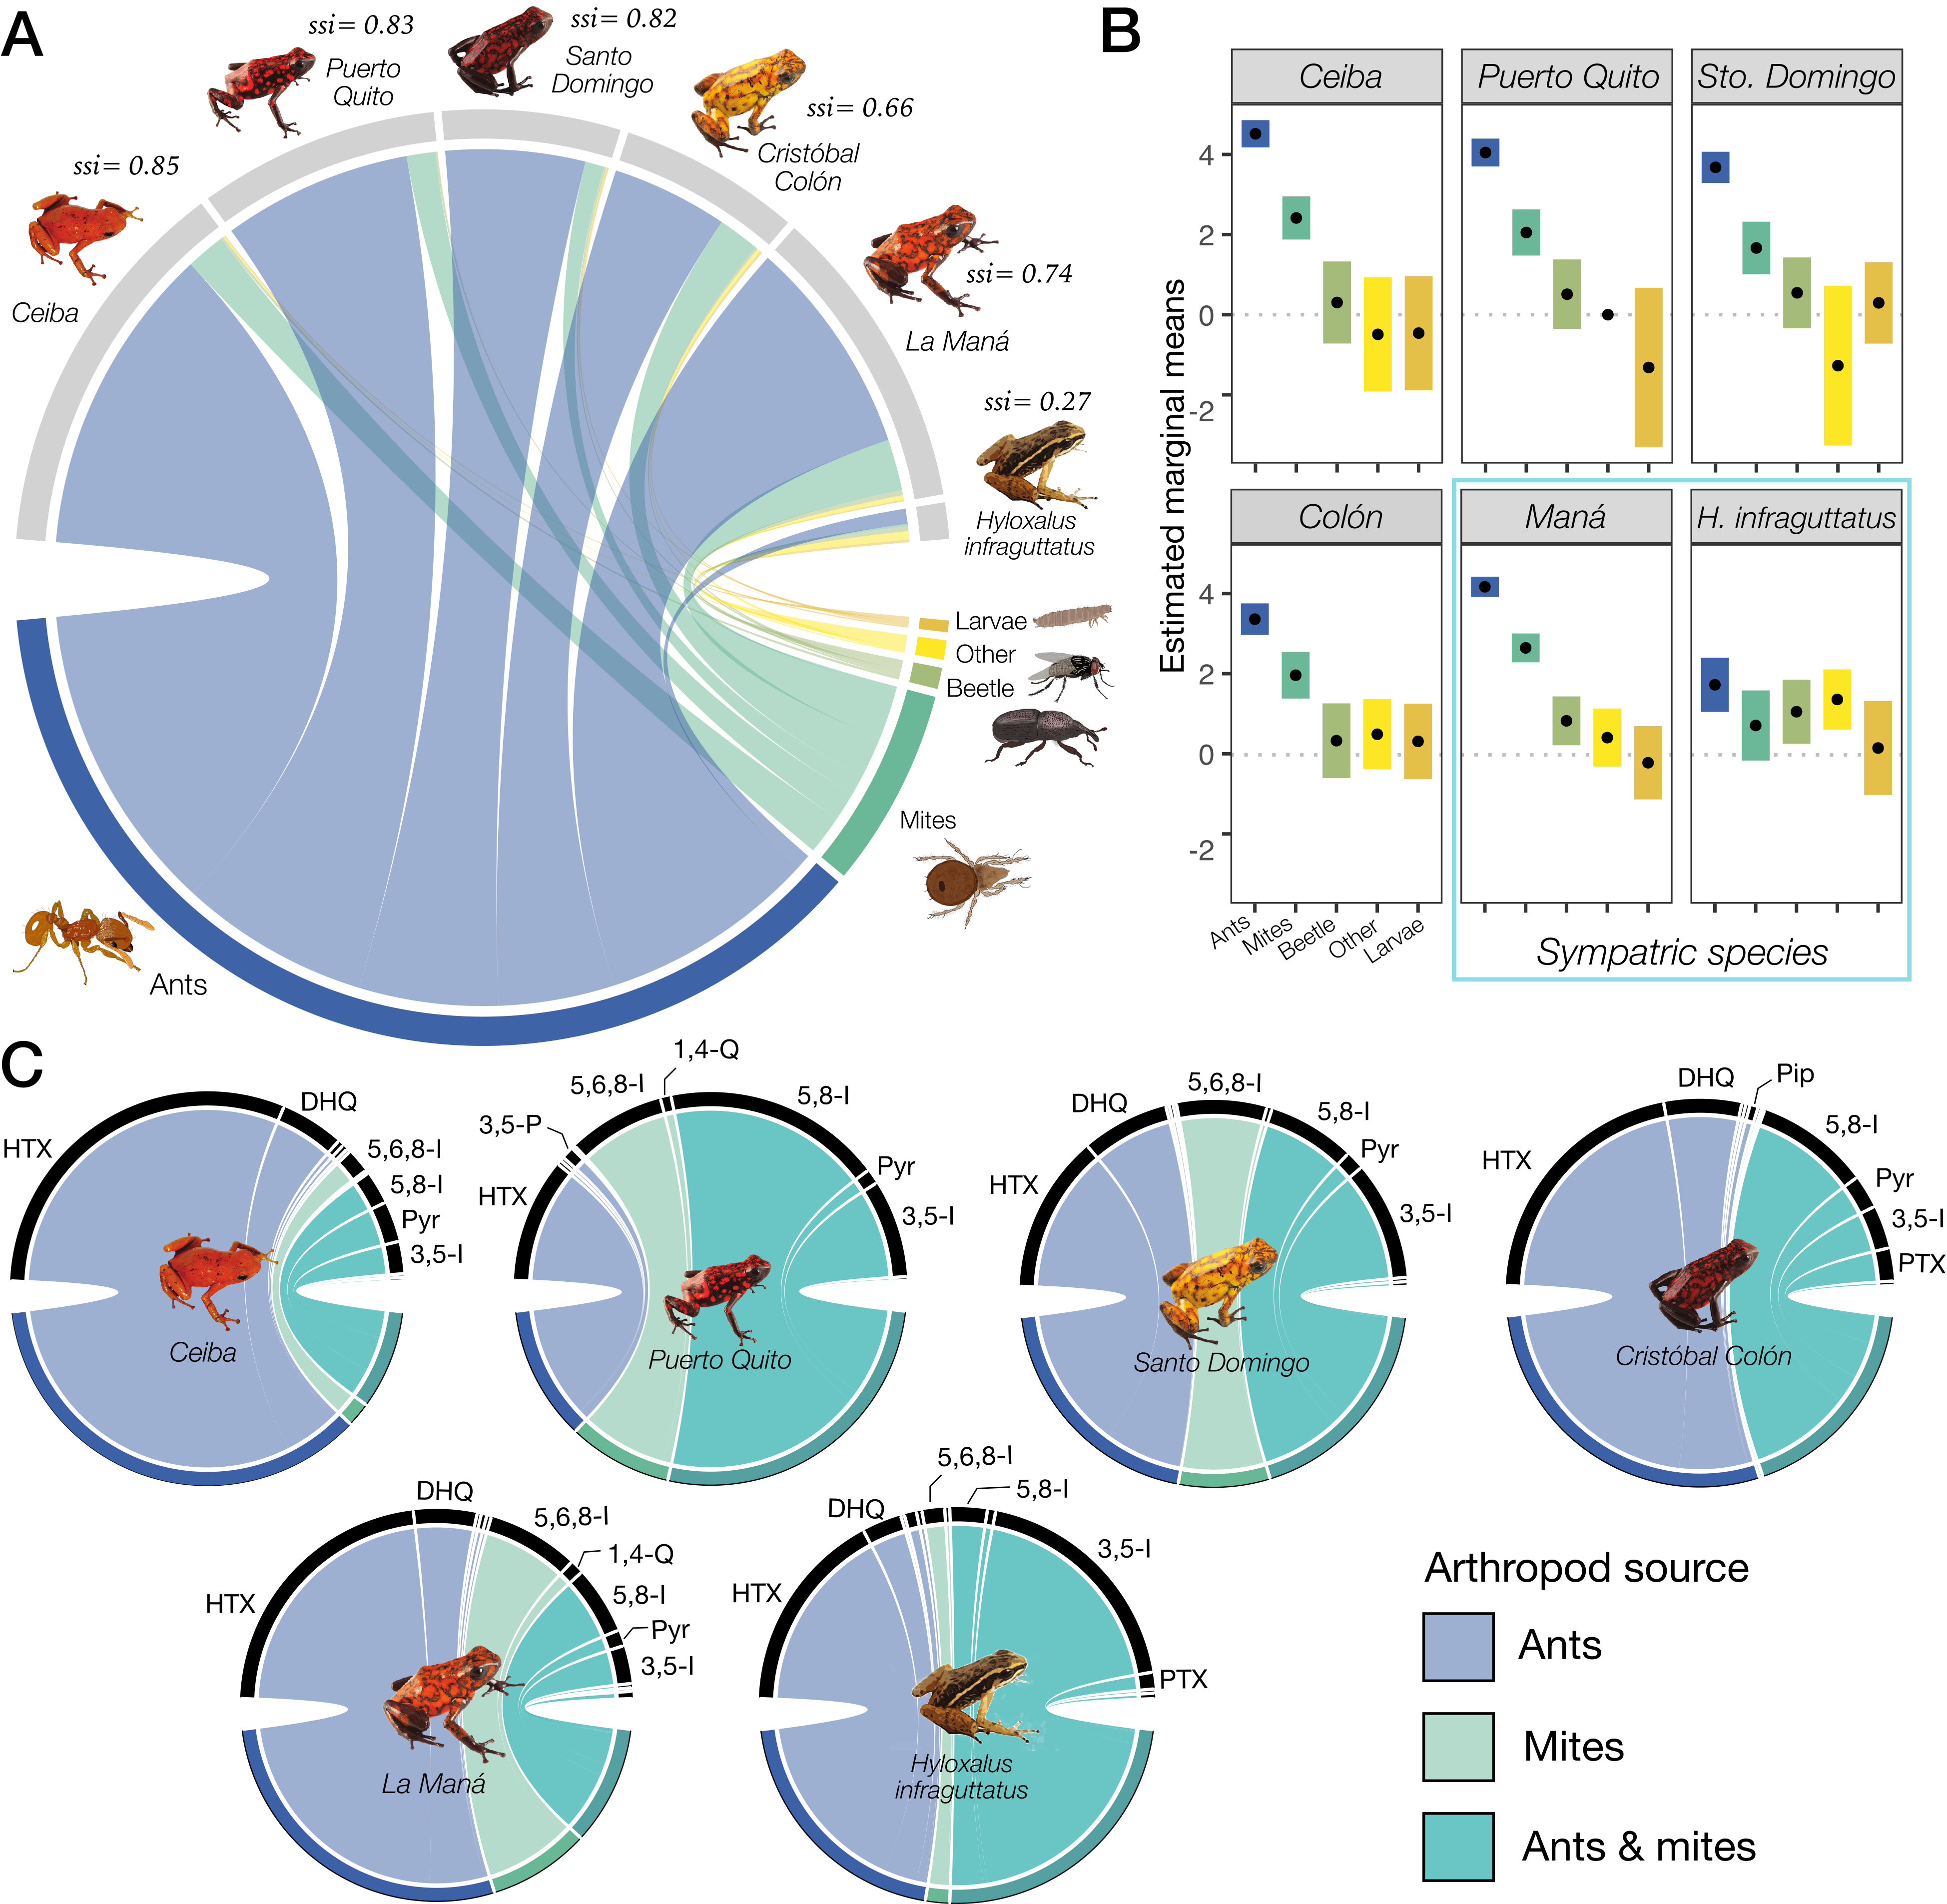 A
ssi= 0.85
Ceiba
ssi= 0.83
Puerto
Quito
ssi= 0.82
Santo
Domingo
ssi= 0.66
Cristóbal
Colón
ssi= 0.74
La Maná
ssi= 0.27
Hyloxalus
infraguttatus
Larvae
Other
Beetle
Mites
Ants
B
Estimated marginal means
Ceiba
Puerto Quito
Sto. Domingo
4
2
0
-2
Colón
Maná
H. infraguttatus
4
2
0
-2
Ants
Mites
Beetle
Other
Larvae
Sympatric species
C
HTX
DHQ
5,6,8-I
5,8-I
Pyr
3,5-I
Ceiba
HTX
3,5-P
5,6,8-I
1,4-Q
5,8-I
Pyr
3,5-I
Puerto Quito
HTX
DHQ
5,6,8-I
5,8-I
Pyr
3,5-I
Santo Domingo
HTX
DHQ
Pip
5,8-I
Pyr
3,5-I
PTX
Cristóbal Colón
HTX
DHQ
5,6,8-I
1,4-Q
5,8-I
Pyr
3,5-I
La Maná
HTX
DHQ
5,6,8-I
5,8-I
3,5-I
PTX
Hyloxalus
infraguttatus
Arthropod source
Ants
Mites
Ants & mites